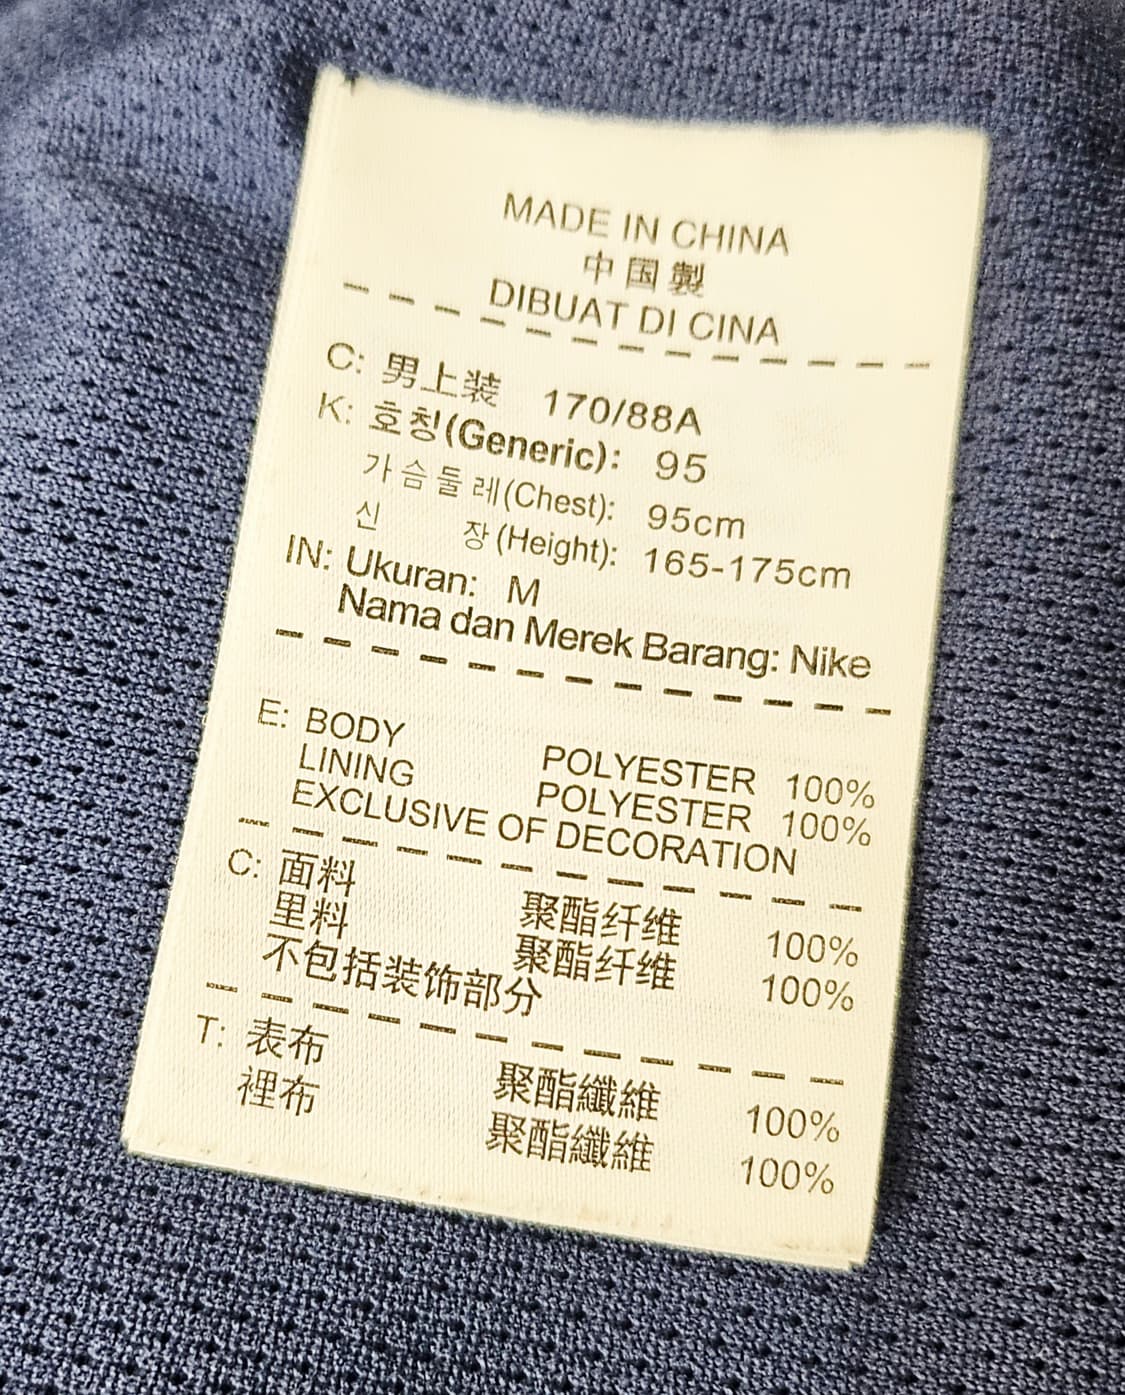 MADE IN CHINA
中国製
DIBUAT DI CINA
C: 男上装 170/88A
K: 호칭(Generic): 95
가슴둘레(Chest): 95cm
신 장(Height): 165-175cm
IN: Ukuran: M
Nama dan Merek Barang: Nike
E: BODY POLYESTER 100%
LINING POLYESTER 100%
EXCLUSIVE OF DECORATION
C: 面料 聚酯纤维 100%
里料 聚酯纤维 100%
不包括装饰部分
T: 表布 聚酯纖維 100%
裡布 聚酯纖維 100%